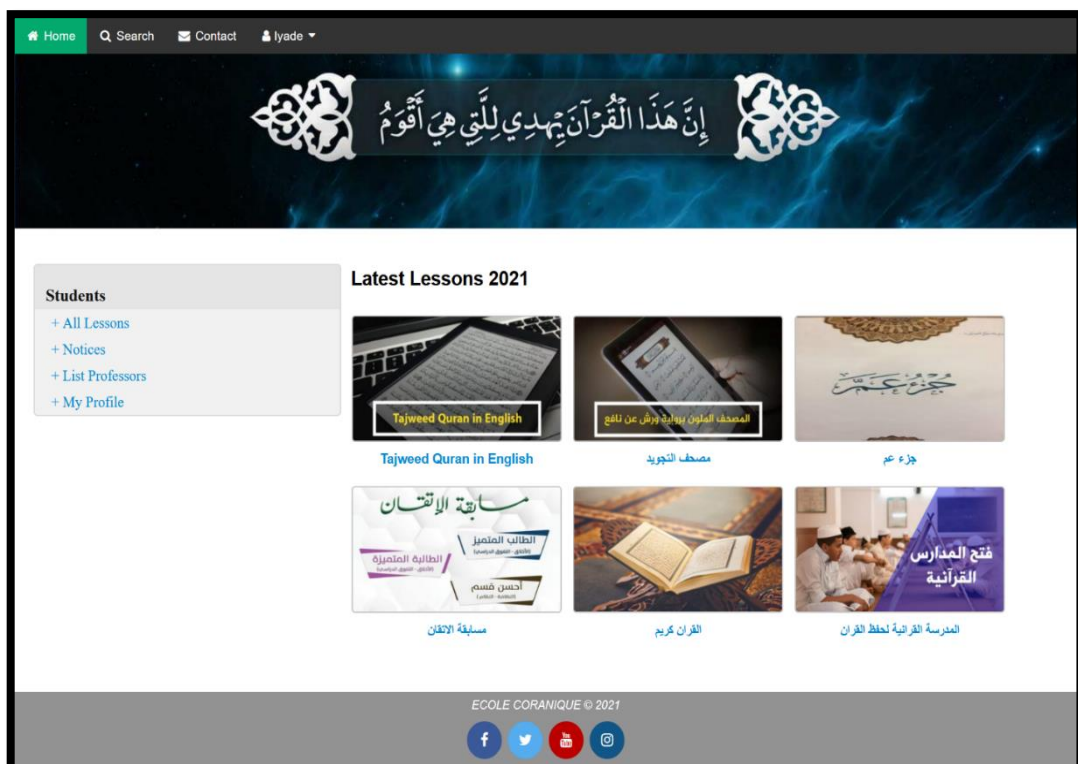 Home Search Contact Iyade
إِنَّ هَذَا الْقُرْآنَ يَهْدِي لِلَّتِي هِيَ أَقْوَمُ
Students
+ All Lessons
+ Notices
+ List Professors
+ My Profile
Latest Lessons 2021
Tajweed Quran in English
المصحف الملون برواية ورش عن نافع
جزء عم
Tajweed Quran in English
مصحف التجويد
جزء عم
مسابقة الإتقان
الطالب المتميز
الطالبة المتميزة
أحسن قسم
فتح المدارس
القرآنية
مسابقة الاتقان
القران كريم
المدرسة القرانية لحفظ القران
ECOLE CORANIQUE © 2021